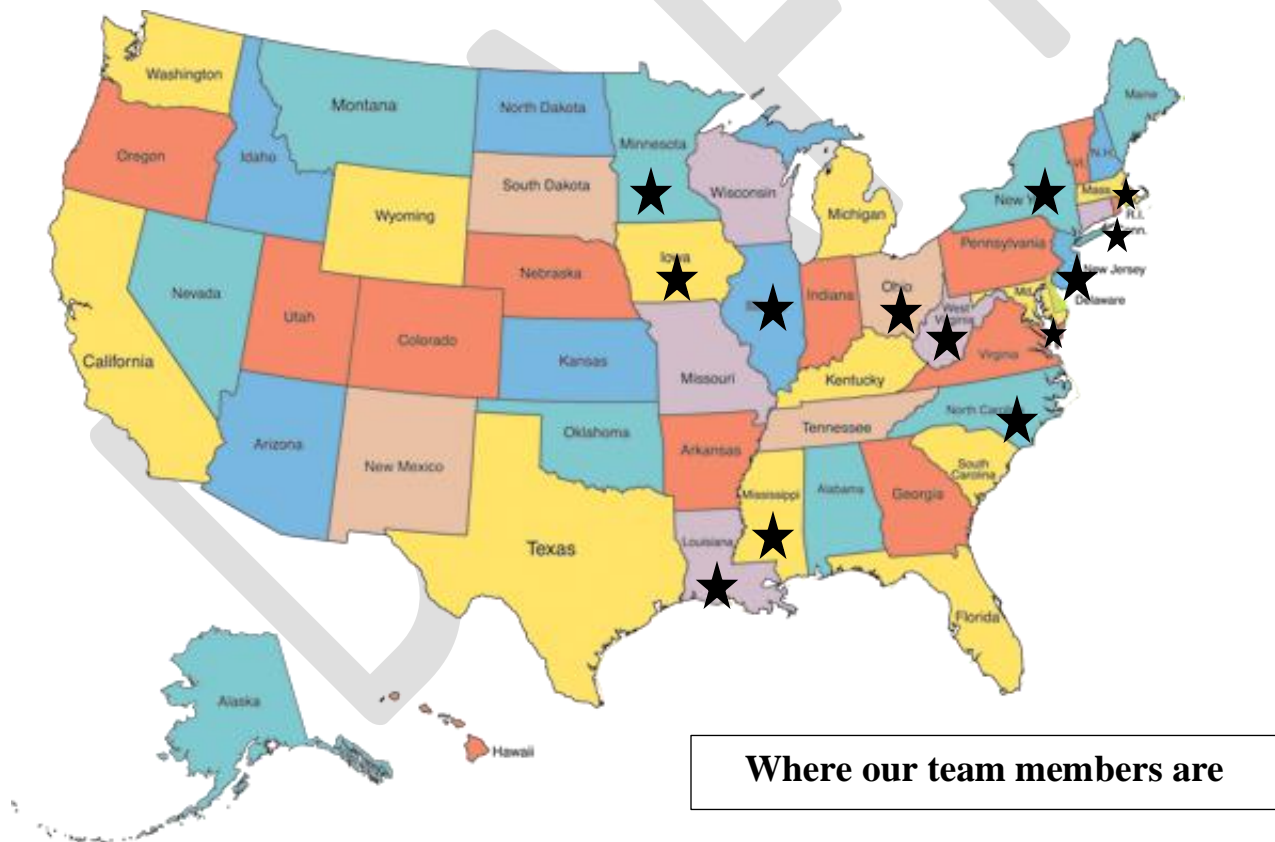 Washington
Montana
North Dakota
Minnesota
Maine
Oregon
Idaho
South Dakota
Wisconsin
Wyoming
Michigan
N.H.
Mass
New Y
R.I.
Conn.
Pennsylvania
Nebraska
Iowa
Nevada
Utah
Colorado
Kansas
Indiana
Ohio
Md.
New Jersey
Delaware
West
Virginia
Virginia
California
Missouri
Kentucky
Arizona
New Mexico
Oklahoma
Arkansas
Tennessee
North Carolina
South
Carolina
Mississippi
Alabama
Georgia
Texas
Louisiana
Florida
Alaska
Hawaii
Where our team members are